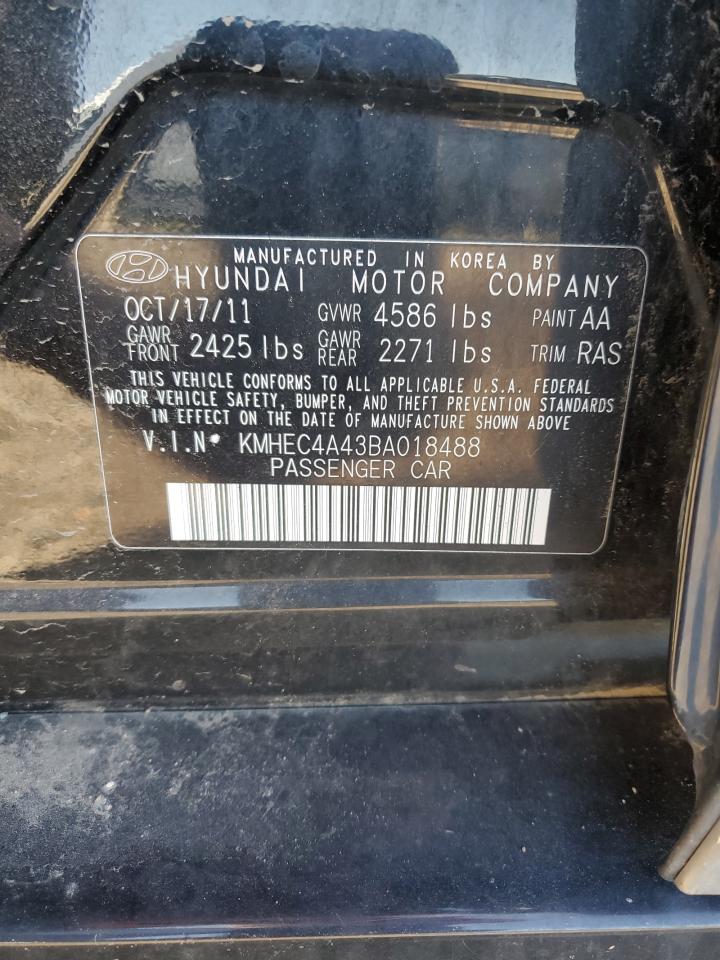 MANUFACTURED IN KOREA BY
HYUNDAI MOTOR COMPANY
OCT/17/11 GVWR 4586 lbs PAINT AA
GAWR FRONT 2425 lbs GAWR REAR 2271 lbs TRIM RAS
THIS VEHICLE CONFORMS TO ALL APPLICABLE U.S.A. FEDERAL
MOTOR VEHICLE SAFETY, BUMPER, AND THEFT PREVENTION STANDARDS
IN EFFECT ON THE DATE OF MANUFACTURE SHOWN ABOVE
V.I.N: KMHEC4A43BA018488
PASSENGER CAR